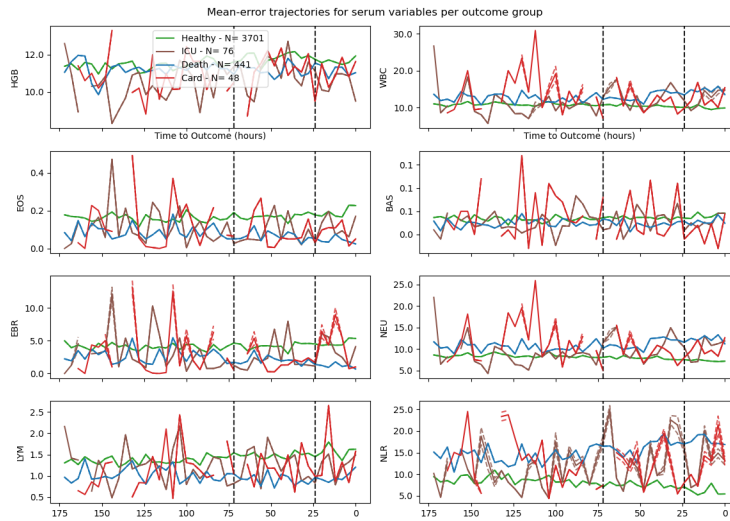 Mean-error trajectories for serum variables per outcome group
Healthy - N= 3701
ICU - N= 76
Death - N= 441
Card - N= 48
HGB
12.0
10.0
WBC
30.0
20.0
10.0
Time to Outcome (hours)
Time to Outcome (hours)
EOS
0.4
0.2
0.0
BAS
0.1
0.1
0.1
0.0
EBR
10.0
5.0
0.0
NEU
25.0
20.0
15.0
10.0
5.0
LYM
2.5
2.0
1.5
1.0
0.5
NLR
25.0
20.0
15.0
10.0
5.0
175 150 125 100 75 50 25 0
175 150 125 100 75 50 25 0